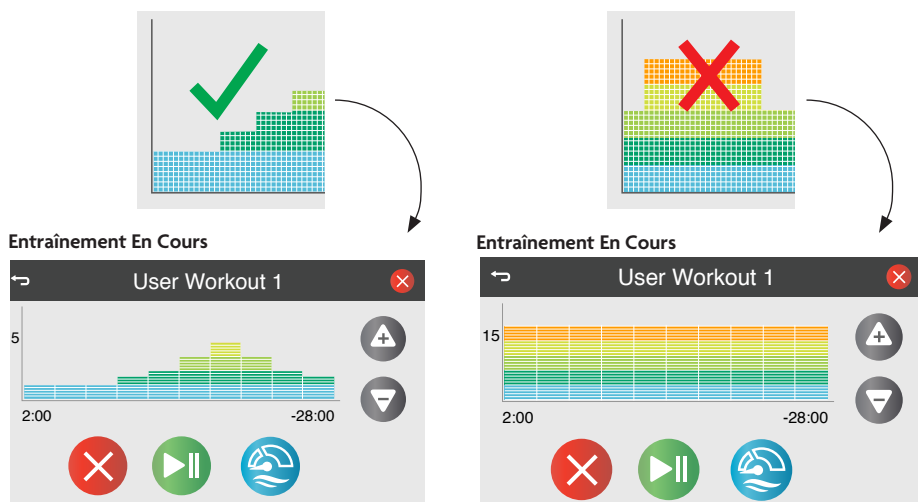 Entraînement En Cours
User Workout 1
5
2:00
-28:00
Entraînement En Cours
User Workout 1
15
2:00
-28:00